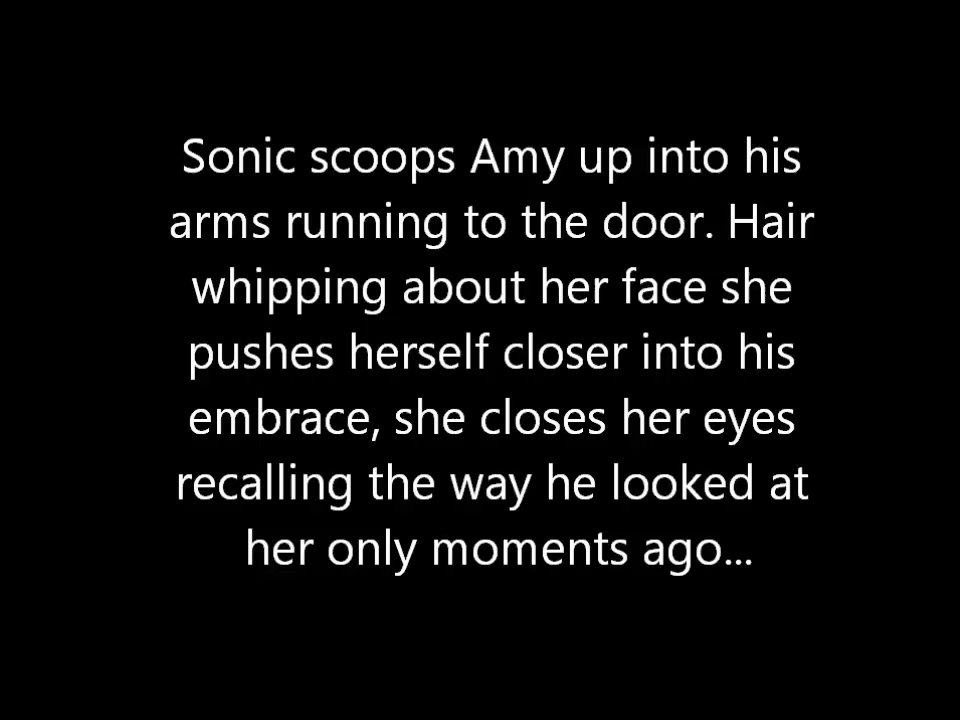 Sonic scoops Amy up into his
arms running to the door. Hair
whipping about her face she
pushes herself closer into his
embrace, she closes her eyes
recalling the way he looked at
her only moments ago...